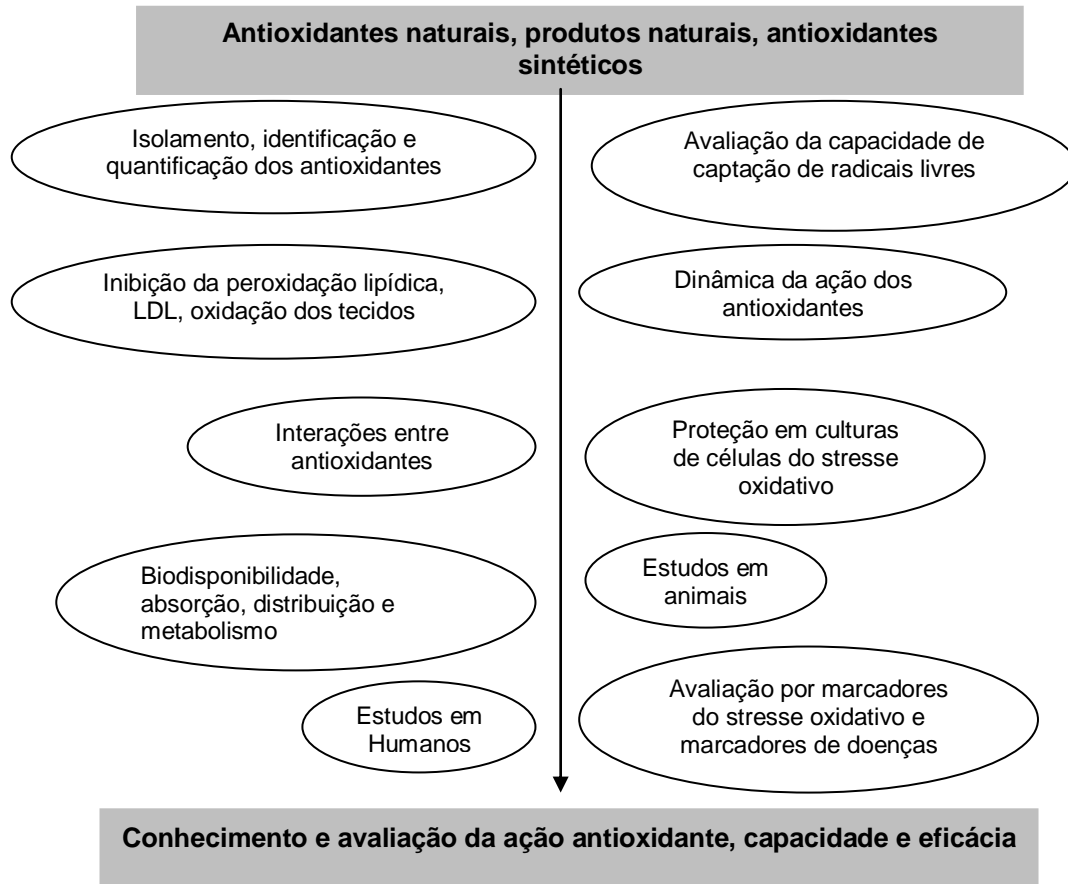 Antioxidantes naturais, produtos naturais, antioxidantes
sintéticos
Isolamento, identificação e
quantificação dos antioxidantes
Avaliação da capacidade de
captação de radicais livres
Inibição da peroxidação lipídica,
LDL, oxidação dos tecidos
Dinâmica da ação dos
antioxidantes
Interações entre
antioxidantes
Proteção em culturas
de células do stresse
oxidativo
Biodisponibilidade,
absorção, distribuição e
metabolismo
Estudos em
animais
Estudos em
Humanos
Avaliação por marcadores
do stresse oxidativo e
marcadores de doenças
Conhecimento e avaliação da ação antioxidante, capacidade e eficácia